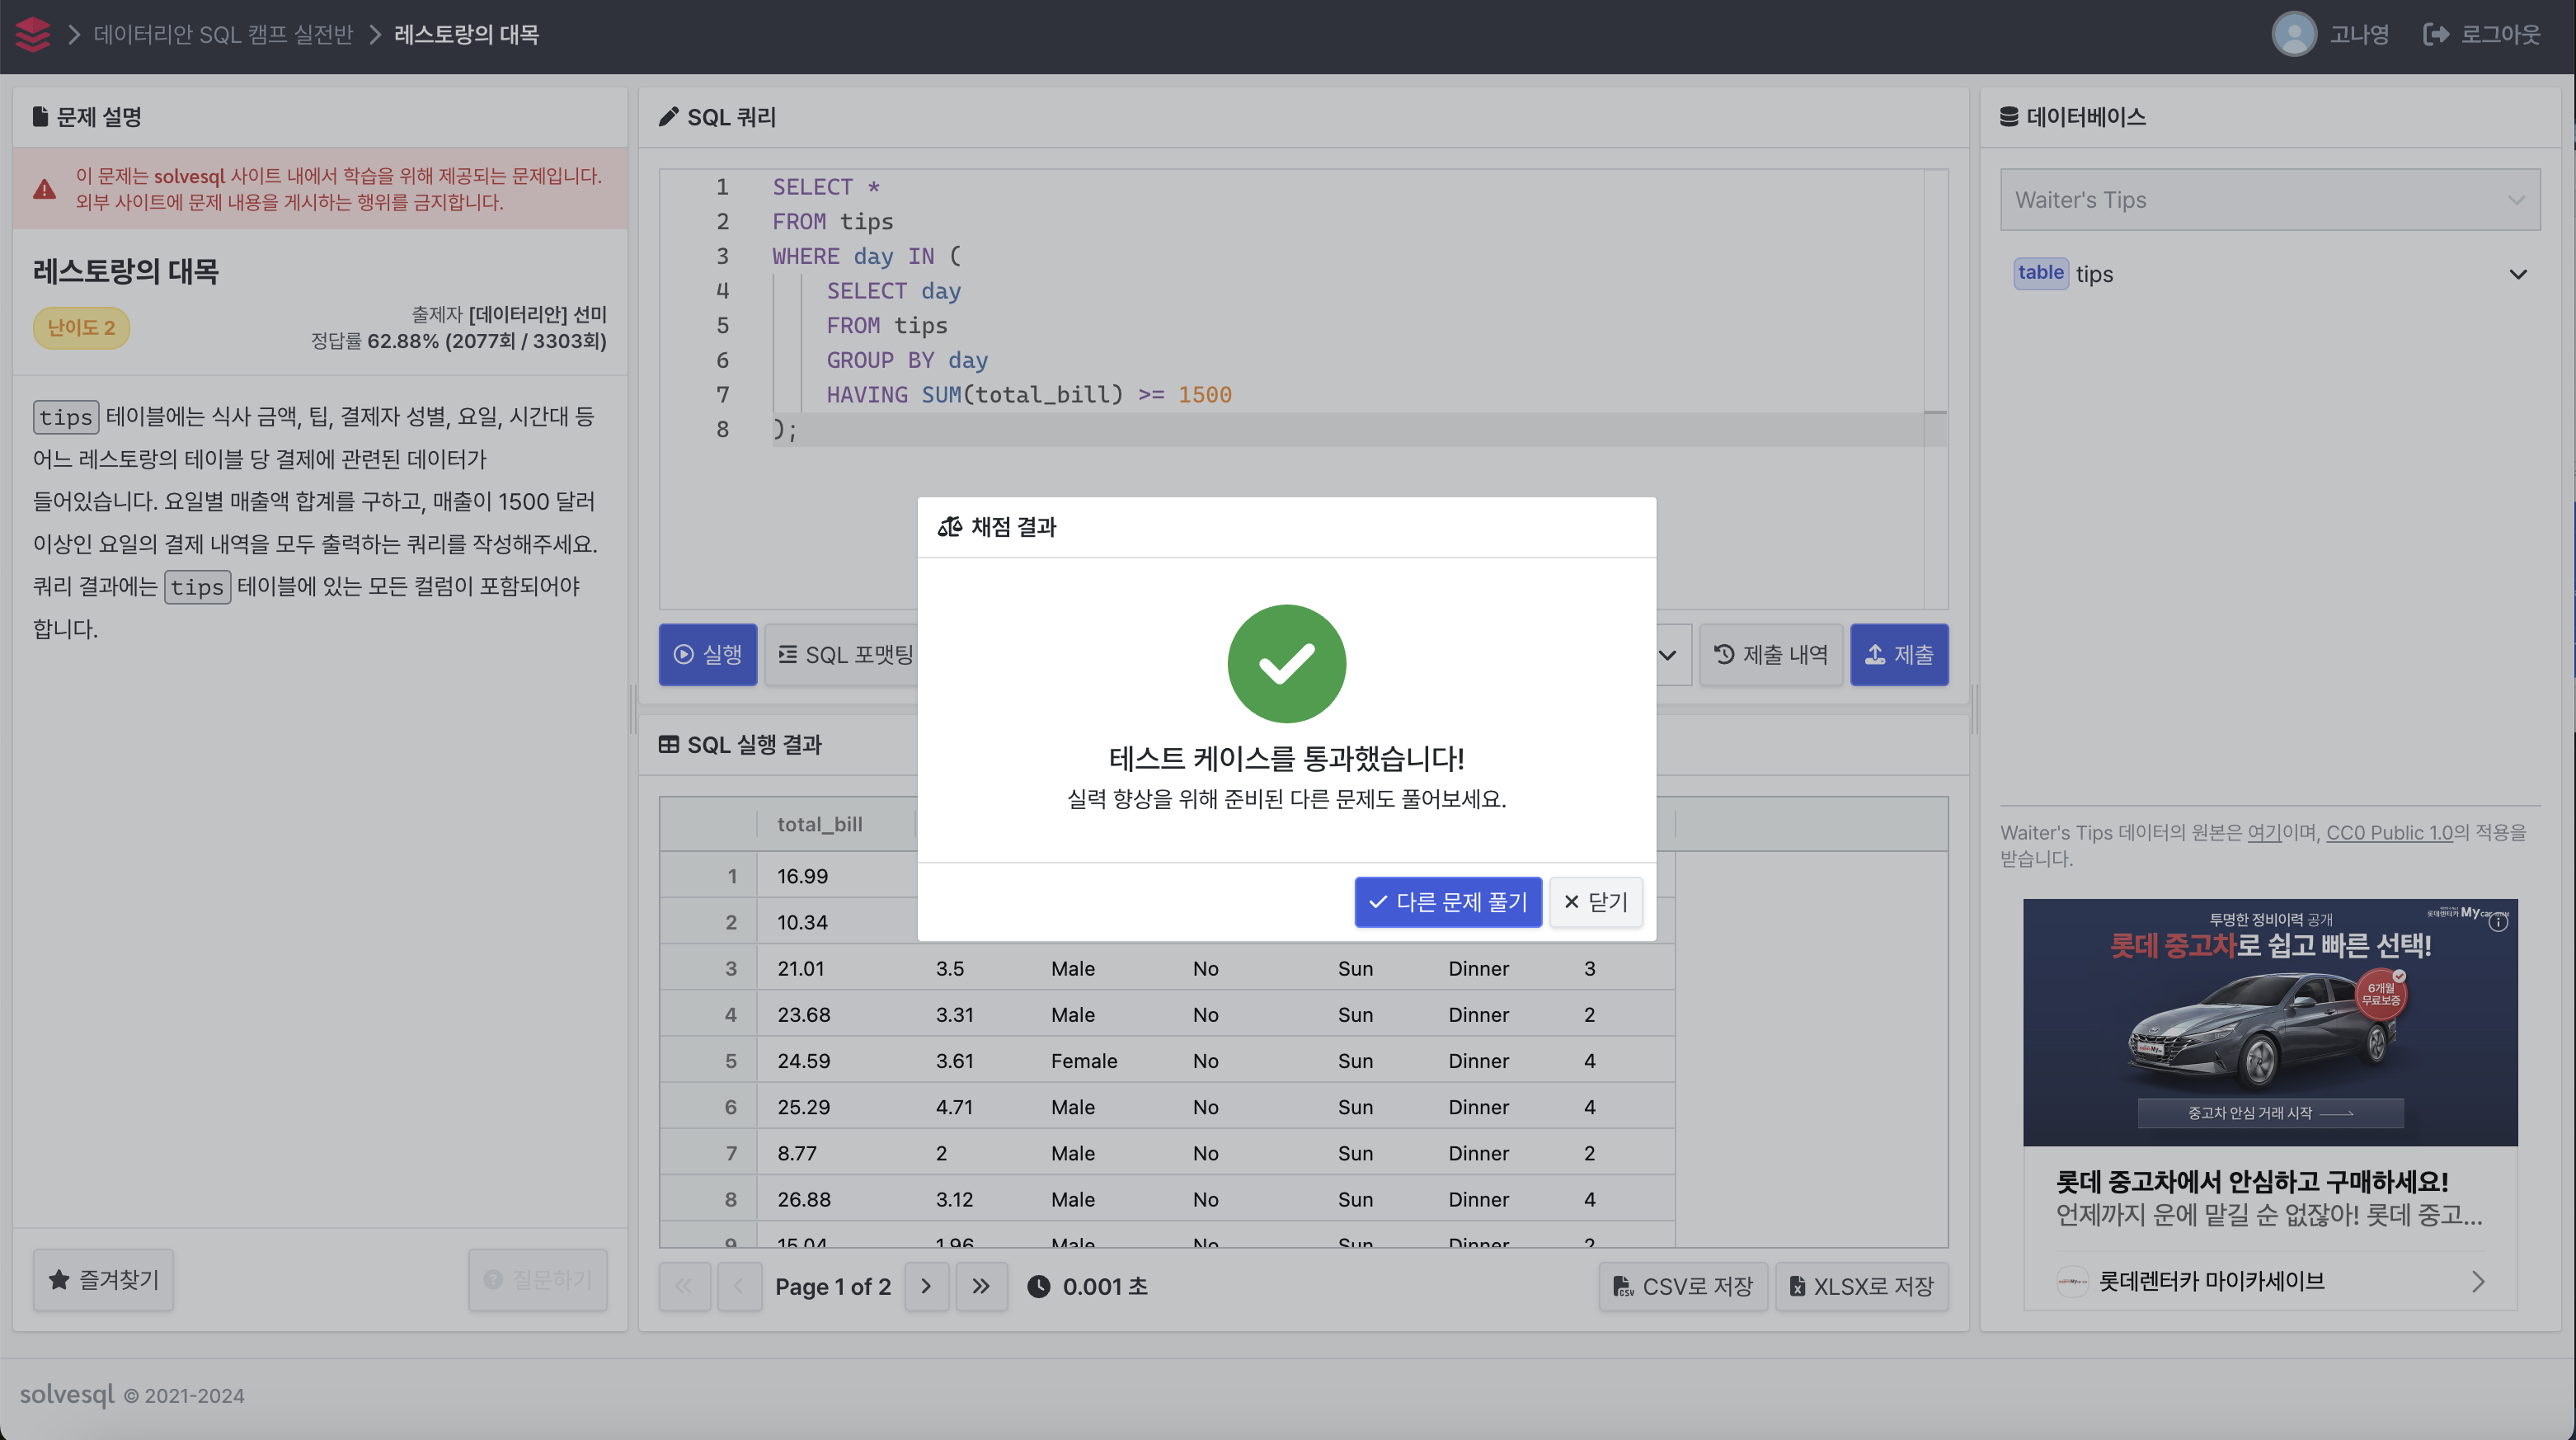 데이터리안 SQL 캠프 실전반
레스토랑의 대목
고나영
로그아웃
문제 설명
이 문제는 solvesql 사이트 내에서 학습을 위해 제공되는 문제입니다.
외부 사이트에 문제 내용을 게시하는 행위를 금지합니다.
레스토랑의 대목
난이도 2
출제자 [데이터리안] 선미
정답률 62.88% (2077회 / 3303회)
tips 테이블에는 식사 금액, 팁, 결제자 성별, 요일, 시간대 등
어느 레스토랑의 테이블 당 결제에 관련된 데이터가
들어있습니다. 요일별 매출액 합계를 구하고, 매출이 1500 달러
이상인 요일의 결제 내역을 모두 출력하는 쿼리를 작성해주세요.
쿼리 결과에는 tips 테이블에 있는 모든 컬럼이 포함되어야
합니다.
즐겨찾기
질문하기
SQL 쿼리
1 SELECT *
2 FROM tips
3 WHERE day IN (
4 SELECT day
5 FROM tips
6 GROUP BY day
7 HAVING SUM(total_bill) >= 1500
8 );
실행
SQL 포맷팅
제출 내역
제출
채점 결과
테스트 케이스를 통과했습니다!
실력 향상을 위해 준비된 다른 문제도 풀어보세요.
다른 문제 풀기
닫기
SQL 실행 결과
total_bill
1 16.99
2 10.34
3 21.01 3.5 Male No Sun Dinner 3
4 23.68 3.31 Male No Sun Dinner 2
5 24.59 3.61 Female No Sun Dinner 4
6 25.29 4.71 Male No Sun Dinner 4
7 8.77 2 Male No Sun Dinner 2
8 26.88 3.12 Male No Sun Dinner 4
9 15.04 1.96 Male No Sun Dinner 2
Page 1 of 2
0.001 초
CSV로 저장
XLSX로 저장
데이터베이스
Waiter's Tips
table tips
Waiter's Tips 데이터의 원본은 여기이며, CC0 Public 1.0의 적용을
받습니다.
롯데렌터카 My car
투명한 정비이력 공개
롯데 중고차로 쉽고 빠른 선택!
6개월
무료보증
중고차 안심 거래 시작
롯데 중고차에서 안심하고 구매하세요!
언제까지 운에 맡길 순 없잖아! 롯데 중고...
롯데렌터카 마이카세이브
solvesql © 2021-2024